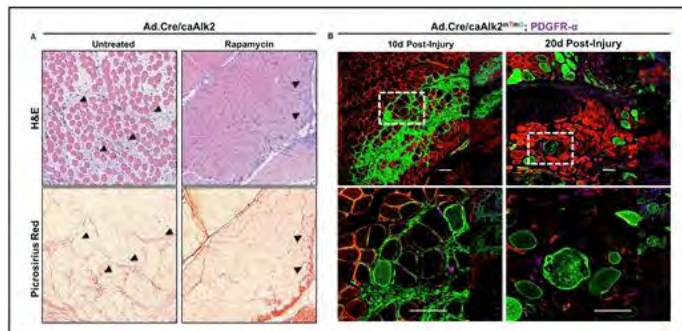 Ad.Cre/caAlk2
Ad.Cre/caAlk2mTmG; PDGFR-α
A
Untreated
Rapamycin
B
10d Post-Injury
20d Post-Injury
H&E
Picrosirius Red